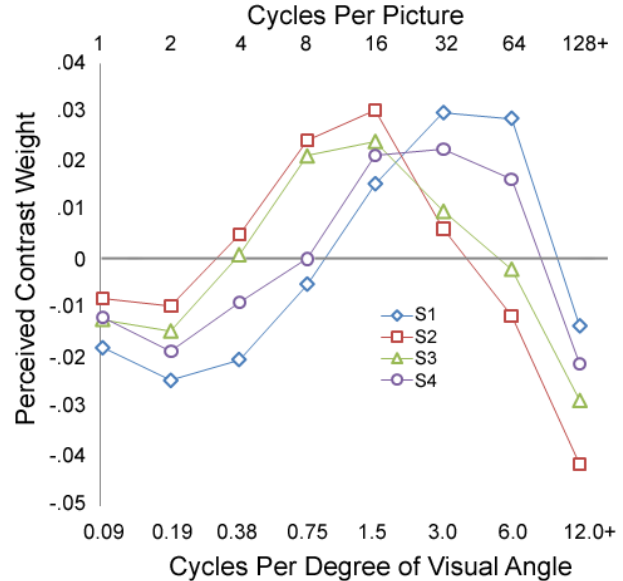 Cycles Per Picture
1 2 4 8 16 32 64 128+
.04
.03
.02
.01
0
-.01
-.02
-.03
-.04
-.05
Perceived Contrast Weight
S1
S2
S3
S4
0.09 0.19 0.38 0.75 1.5 3.0 6.0 12.0+
Cycles Per Degree of Visual Angle